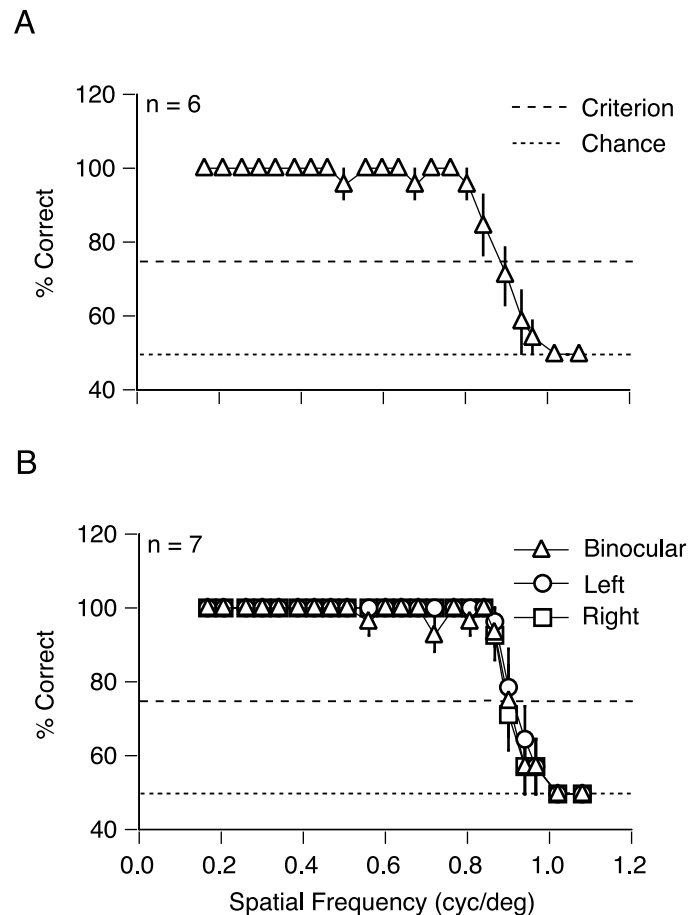 A
120
n = 6
Criterion
Chance
100
80
60
40
% Correct
B
120
n = 7
Binocular
Left
Right
100
80
60
40
% Correct
0.0 0.2 0.4 0.6 0.8 1.0 1.2
Spatial Frequency (cyc/deg)